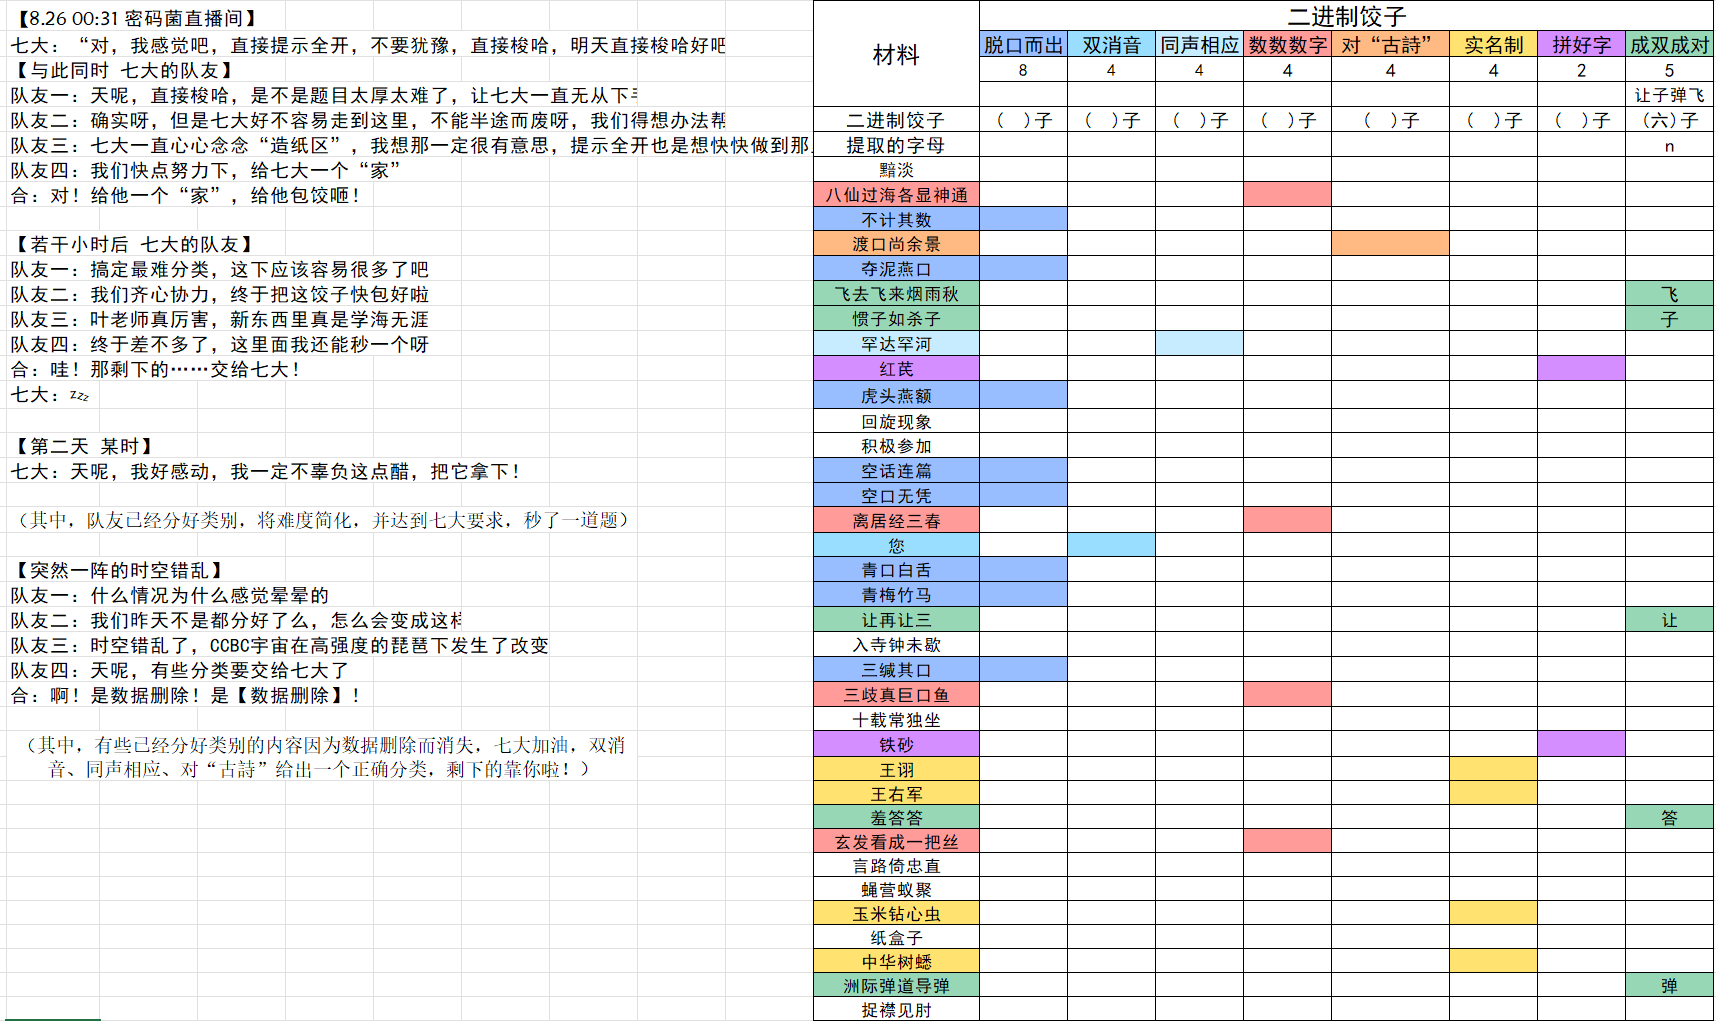 【8.26 00:31 密码菌直播间】
七大：“对，我感觉吧，直接提示全开，不要犹豫，直接梭哈，明天直接梭哈好吧
【与此同时 七大的队友】
队友一：天呢，直接梭哈，是不是题目太厚太难了，让七大一直无从下手
队友二：确实呀，但是七大好不容易走到这里，不能半途而废呀，我们得想办法帮
队友三：七大一直心心念念“造纸区”，我想那一定很有意思，提示全开也是想快快做到那
队友四：我们快点努力下，给七大一个“家”
合：对！给他一个“家”，给他包饺咂！
【若干小时后 七大的队友】
队友一：搞定最难分类，这下应该容易很多了吧
队友二：我们齐心协力，终于把这饺子快包好啦
队友三：叶老师真厉害，新东西里真是学海无涯
队友四：终于差不多了，这里面我还能秒一个呀
合：哇！那剩下的……交给七大！
七大：zzz
【第二天 某时】
七大：天呢，我好感动，我一定不辜负这点醋，把它拿下！
（其中，队友已经分好类别，将难度简化，并达到七大要求，秒了一道题）
【突然一阵的时空错乱】
队友一：什么情况为什么感觉晕晕的
队友二：我们昨天不是都分好了么，怎么会变成这样
队友三：时空错乱了，CCBC宇宙在高强度的琵琶下发生了改变
队友四：天呢，有些分类要交给七大了
合：啊！是数据删除！是【数据删除】！
（其中，有些已经分好类别的内容因为数据删除而消失，七大加油，双消
音、同声相应、对“古詩”给出一个正确分类，剩下的靠你啦！）
材料
二进制饺子
脱口而出 双消音 同声相应 数数数字 对“古詩” 实名制 拼好字 成双成对
8 4 4 4 4 4 2 5
让子弹飞
二进制饺子 （ ）子 （ ）子 （ ）子 （ ）子 （ ）子 （ ）子 （ ）子 （六）子
提取的字母 n
黯淡
八仙过海各显神通
不计其数
渡口尚余景
夺泥燕口
飞去飞来烟雨秋 飞
惯子如杀子 子
罕达罕河
红芪
虎头燕额
回旋现象
积极参加
空话连篇
空口无凭
离居经三春
您
青口白舌
青梅竹马
让再让三 让
入寺钟未歇
三缄其口
三歧真巨口鱼
十载常独坐
铁砂
王诩
王右军
羞答答 答
玄发看成一把丝
言路倚忠直
蝇营蚁聚
玉米钻心虫
纸盒子
中华树蟋
洲际弹道导弹 弹
捉襟见肘